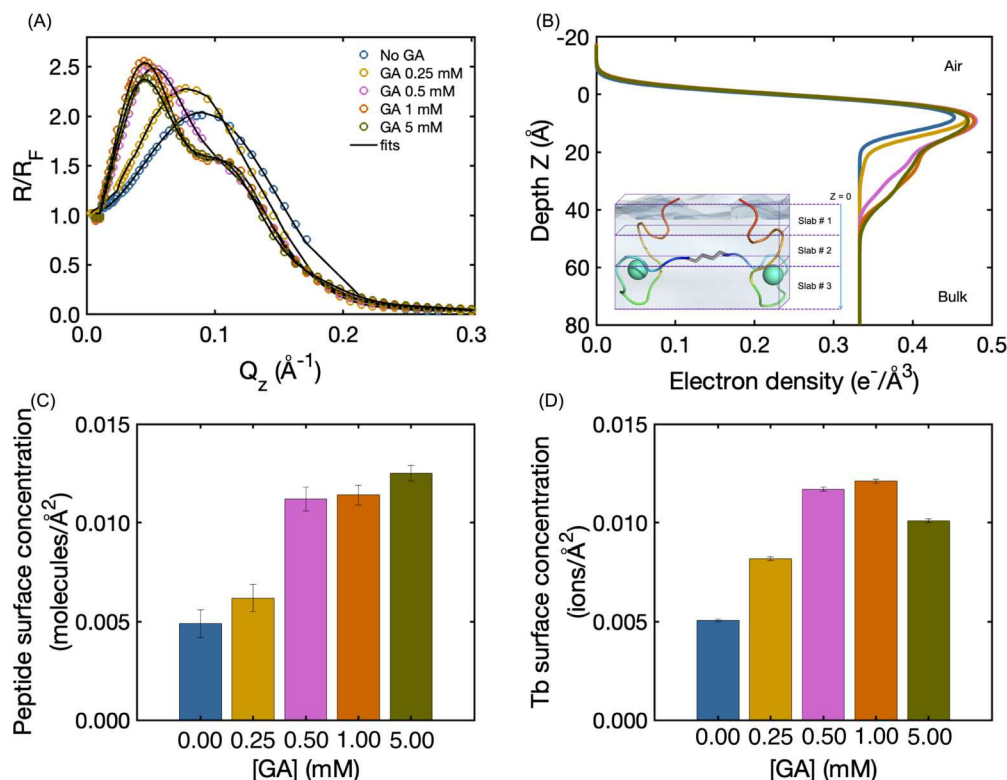 (A)
R/R_F
2.5
2.0
1.5
1.0
0.5
0.0
No GA
GA 0.25 mM
GA 0.5 mM
GA 1 mM
GA 5 mM
fits
0.0
0.1
0.2
0.3
Q_z (Å⁻¹)
(B)
Depth Z (Å)
-20
0
20
40
60
80
Air
Z = 0
Slab # 1
Slab # 2
Slab # 3
Bulk
0.0
0.1
0.2
0.3
0.4
0.5
Electron density (e⁻/Å³)
(C)
Peptide surface concentration
(molecules/Å²)
0.015
0.010
0.005
0.000
0.00
0.25
0.50
1.00
5.00
[GA] (mM)
(D)
Tb surface concentration
(ions/Å²)
0.015
0.010
0.005
0.000
0.00
0.25
0.50
1.00
5.00
[GA] (mM)